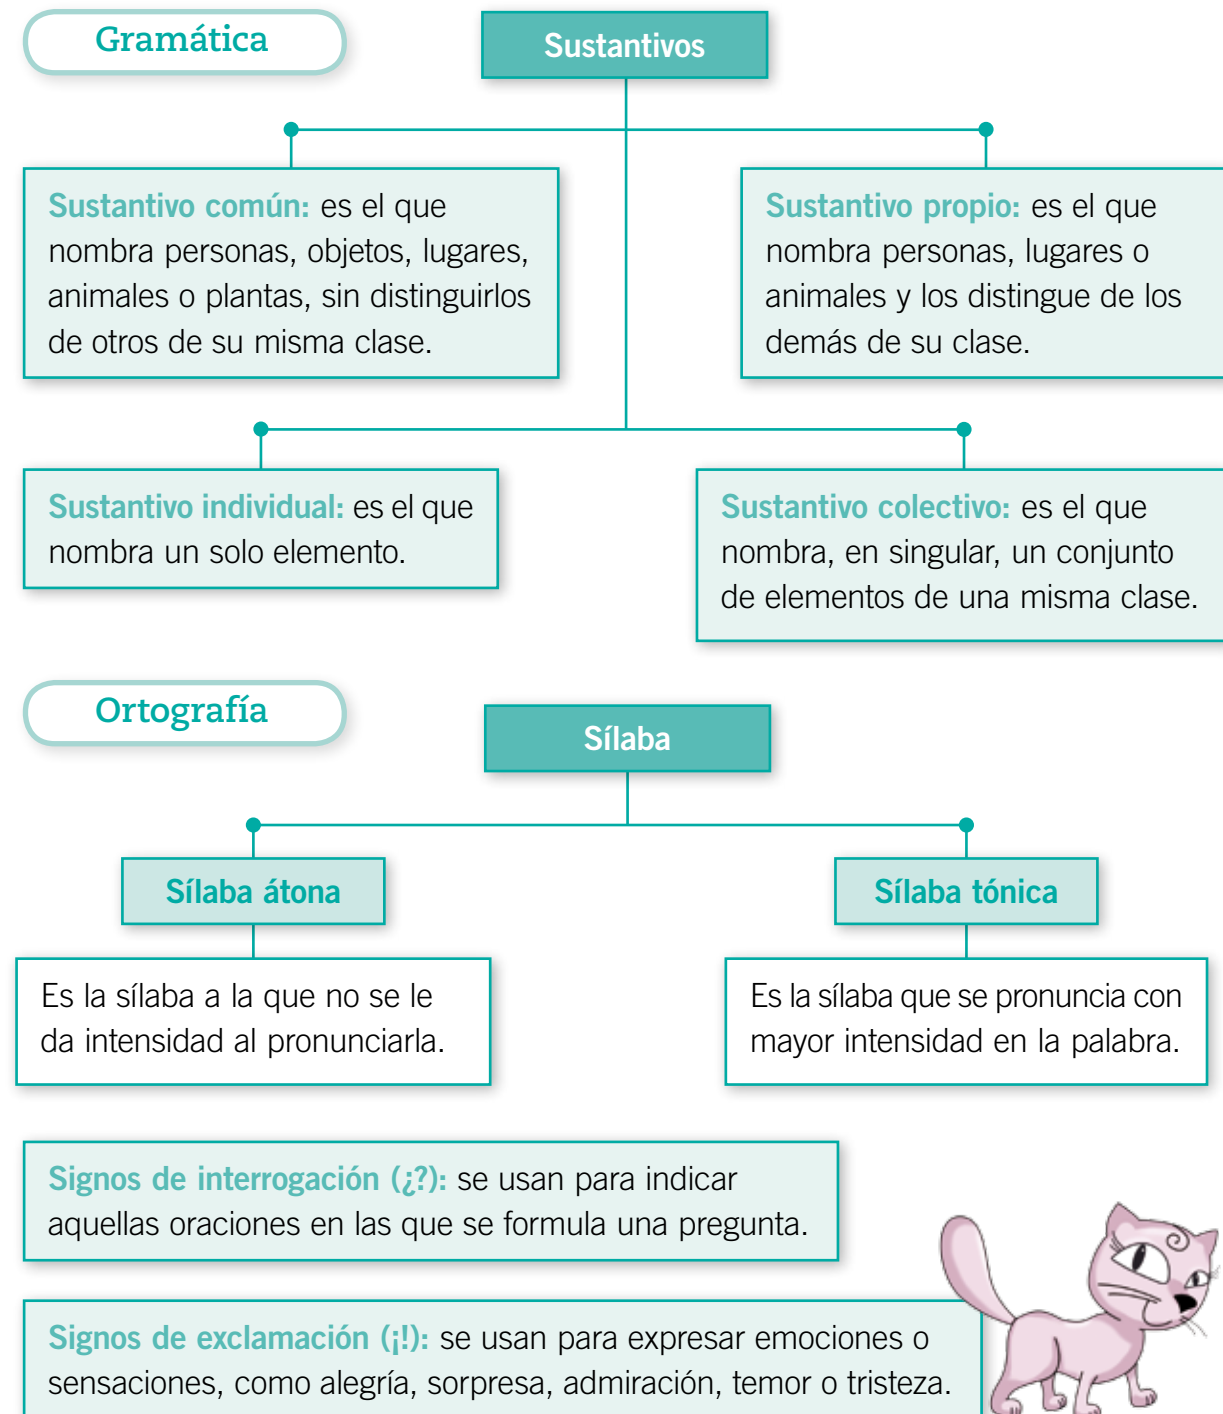 Gramática
Sustantivos
Sustantivo común: es el que
nombra personas, objetos, lugares,
animales o plantas, sin distinguirlos
de otros de su misma clase.
Sustantivo propio: es el que
nombra personas, lugares o
animales y los distingue de los
demás de su clase.
Sustantivo individual: es el que
nombra un solo elemento.
Sustantivo colectivo: es el que
nombra, en singular, un conjunto
de elementos de una misma clase.
Ortografía
Sílaba
Sílaba átona
Es la sílaba a la que no se le
da intensidad al pronunciarla.
Sílaba tónica
Es la sílaba que se pronuncia con
mayor intensidad en la palabra.
Signos de interrogación (¿?): se usan para indicar
aquellas oraciones en las que se formula una pregunta.
Signos de exclamación (¡!): se usan para expresar emociones o
sensaciones, como alegría, sorpresa, admiración, temor o tristeza.